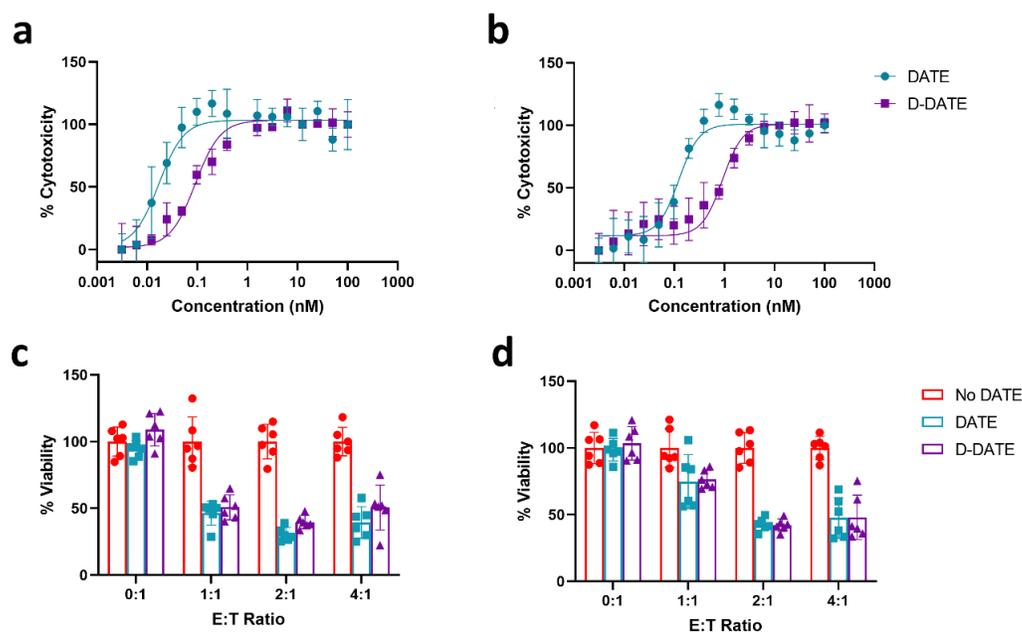 a
150
100
50
0
% Cytotoxicity
0.001 0.01 0.1 1 10 100 1000
Concentration (nM)
b
150
100
50
0
% Cytotoxicity
0.001 0.01 0.1 1 10 100 1000
Concentration (nM)
DATE
D-DATE
c
150
100
50
0
% Viability
0:1 1:1 2:1 4:1
E:T Ratio
d
150
100
50
0
% Viability
0:1 1:1 2:1 4:1
E:T Ratio
No DATE
DATE
D-DATE